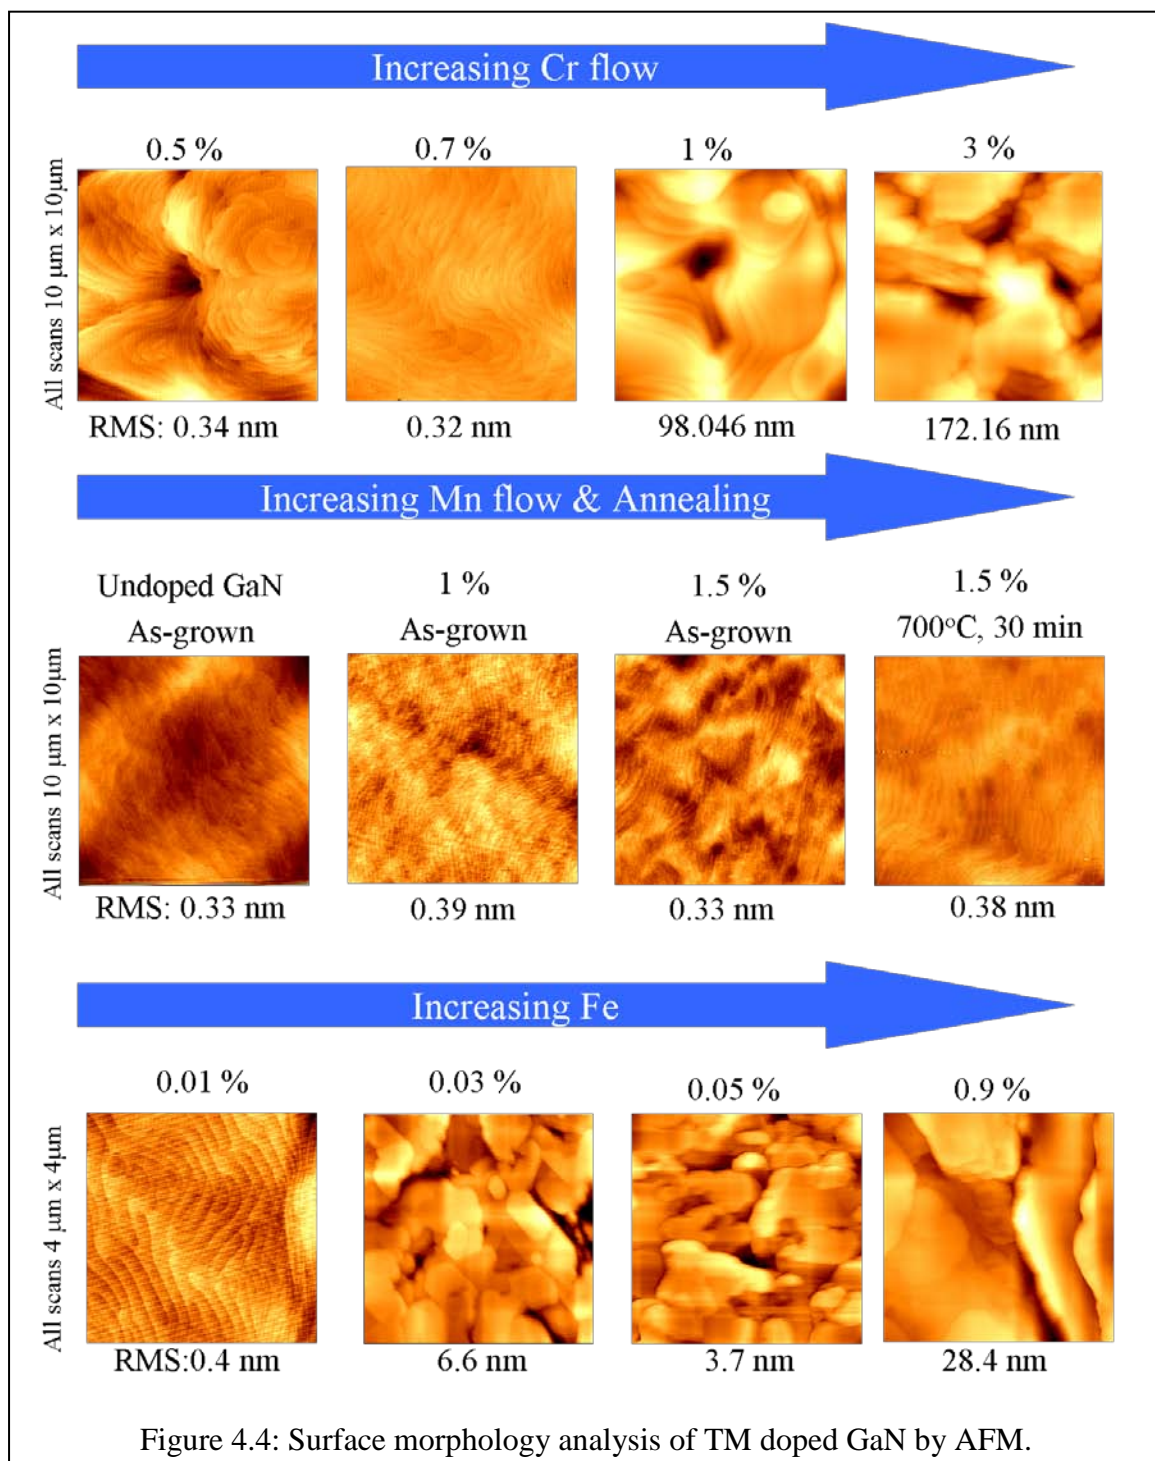 Increasing Cr flow
0.5 % 0.7 % 1 % 3 %
All scans 10 µm x 10µm
RMS: 0.34 nm 0.32 nm 98.046 nm 172.16 nm
Increasing Mn flow & Annealing
Undoped GaN 1 % 1.5 % 1.5 %
As-grown As-grown As-grown 700°C, 30 min
All scans 10 µm x 10µm
RMS: 0.33 nm 0.39 nm 0.33 nm 0.38 nm
Increasing Fe
0.01 % 0.03 % 0.05 % 0.9 %
All scans 4 µm x 4µm
RMS:0.4 nm 6.6 nm 3.7 nm 28.4 nm
Figure 4.4: Surface morphology analysis of TM doped GaN by AFM.